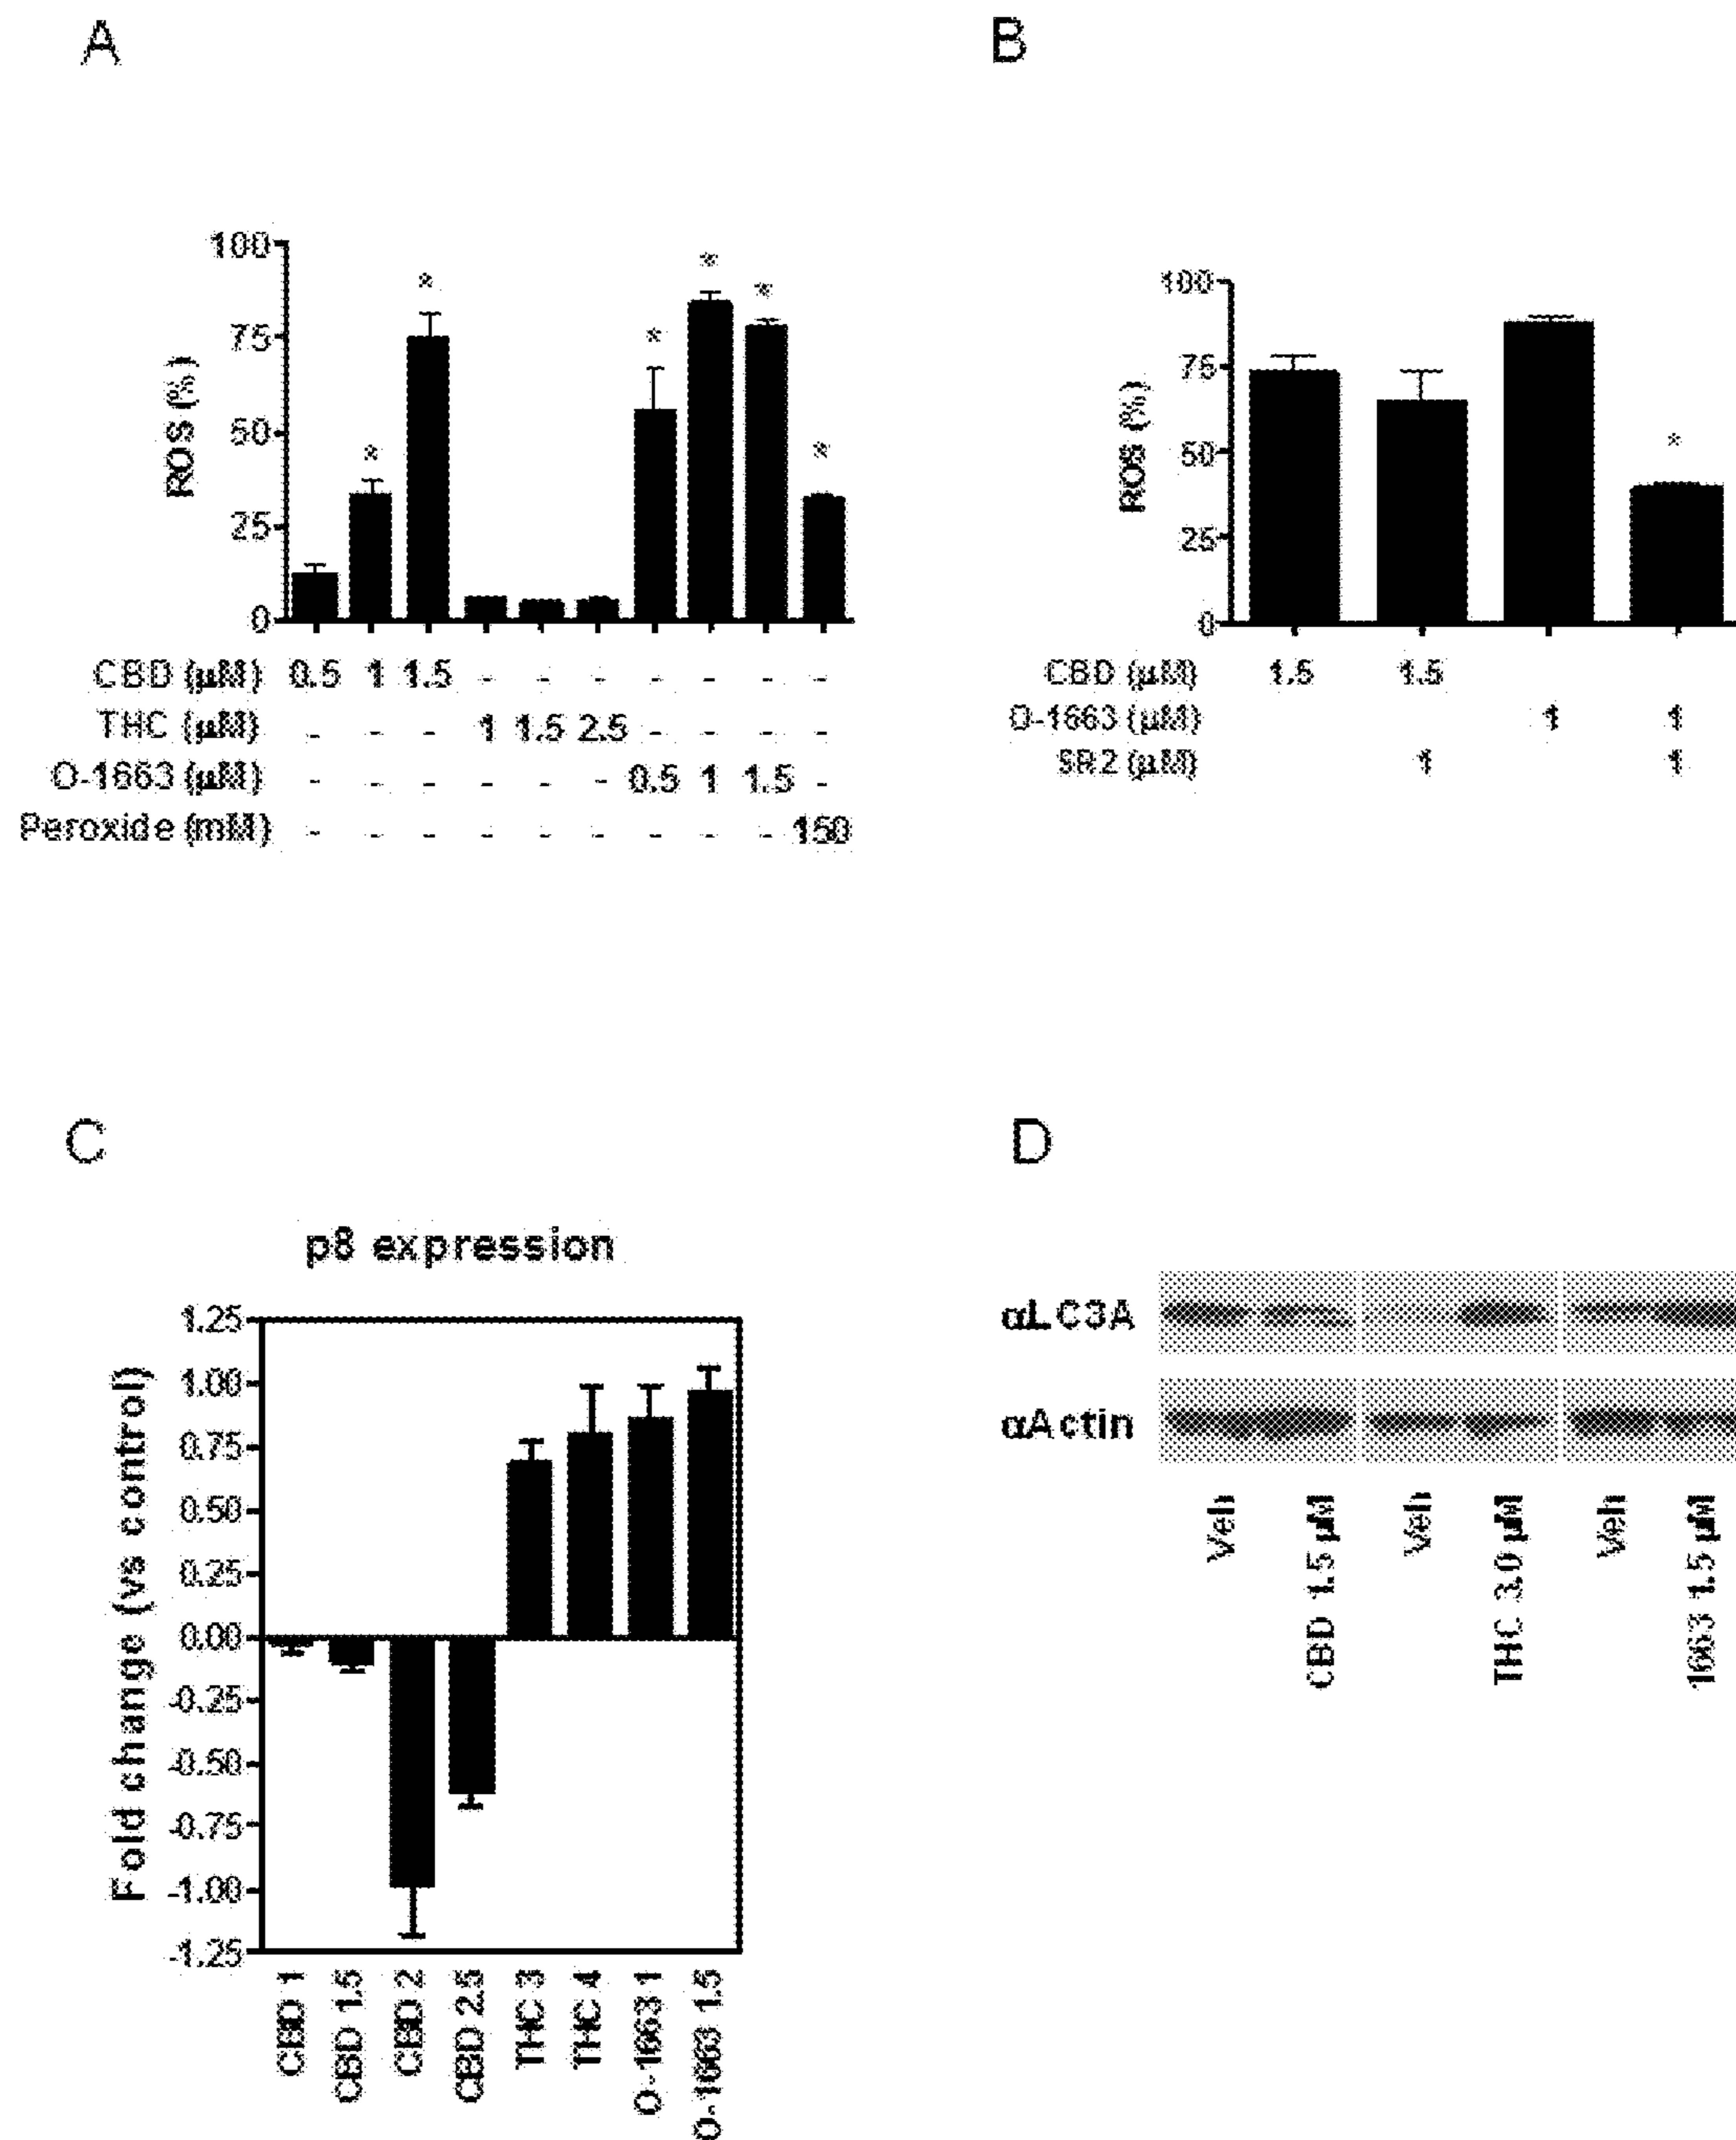 A
100
75
50
25
0
ROS (%)
*
*
*
*
*
*
CBD (µM) 0.5 1 1.5 - - - - - - -
THC (µM) - - - 1 1.5 2.5 - - - -
O-1663 (µM) - - - - - - 0.5 1 1.5 -
Peroxide (mM) - - - - - - - - - 150
B
100
75
50
25
0
ROS (%)
*
CBD (µM) 1.5 1.5
O-1663 (µM) 1 1
SR2 (µM) 1 1
C
p8 expression
Fold change (vs control)
1.25
1.00
0.75
0.50
0.25
0.00
-0.25
-0.50
-0.75
-1.00
-1.25
CBD 1
CBD 1.5
CBD 2
CBD 2.5
THC 3
THC 4
O-1663 1
O-1663 1.5
D
αLC3A
αActin
Veh
CBD 1.5 µM
Veh
THC 3.0 µM
Veh
1663 1.5 µM